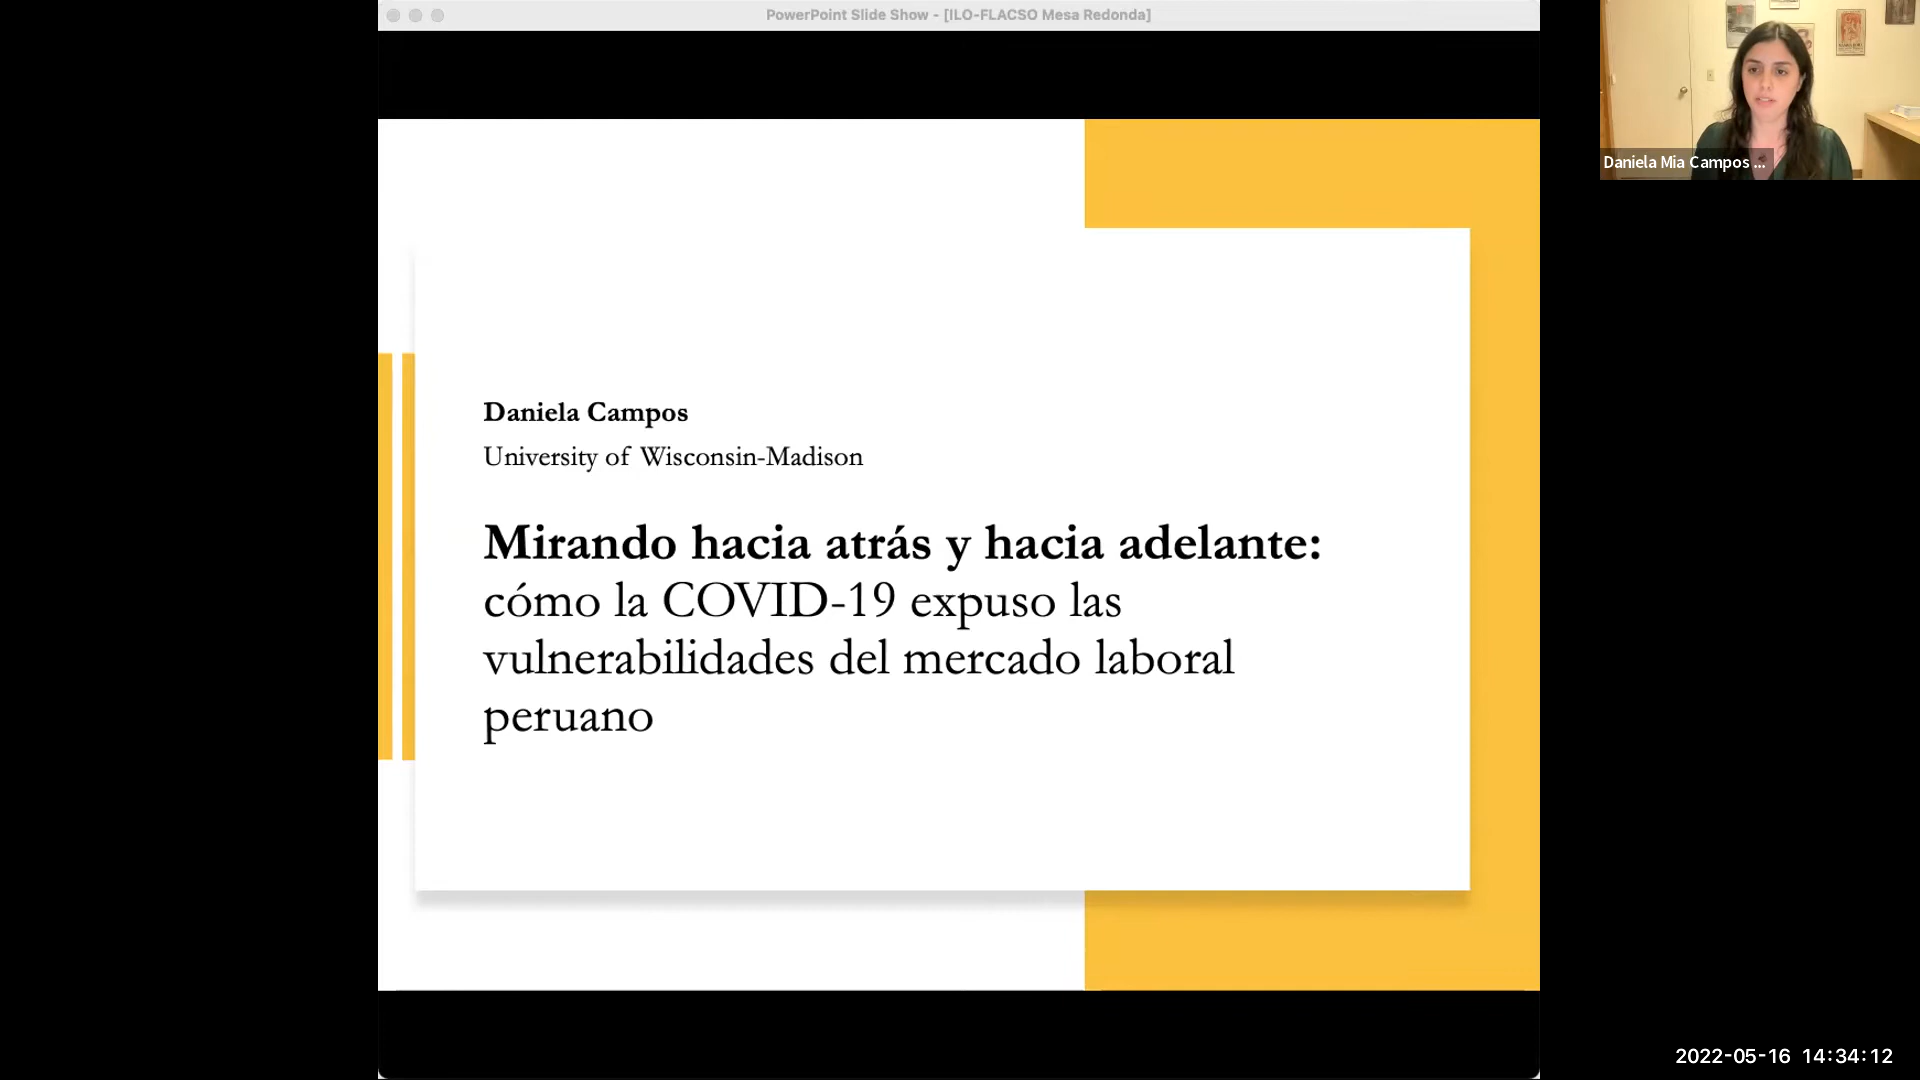 PowerPoint Slide Show - [ILO-FLACSO Mesa Redonda]
Daniela Mia Campos ...
Daniela Campos
University of Wisconsin-Madison
Mirando hacia atrás y hacia adelante:
cómo la COVID-19 expuso las
vulnerabilidades del mercado laboral
peruano
2022-05-16 14:34:12